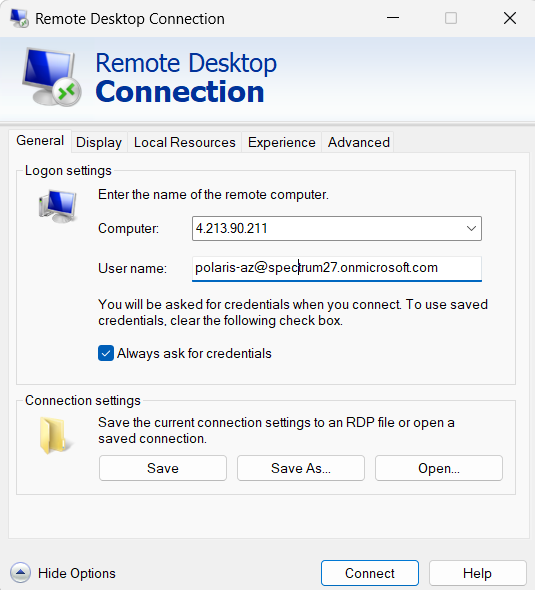 Remote Desktop Connection
Remote Desktop
Connection
General Display Local Resources Experience Advanced
Logon settings
Enter the name of the remote computer.
Computer: 4.213.90.211
User name: polaris-az@spectrum27.onmicrosoft.com
You will be asked for credentials when you connect. To use saved
credentials, clear the following check box.
Always ask for credentials
Connection settings
Save the current connection settings to an RDP file or open a
saved connection.
Save Save As... Open...
Hide Options Connect Help